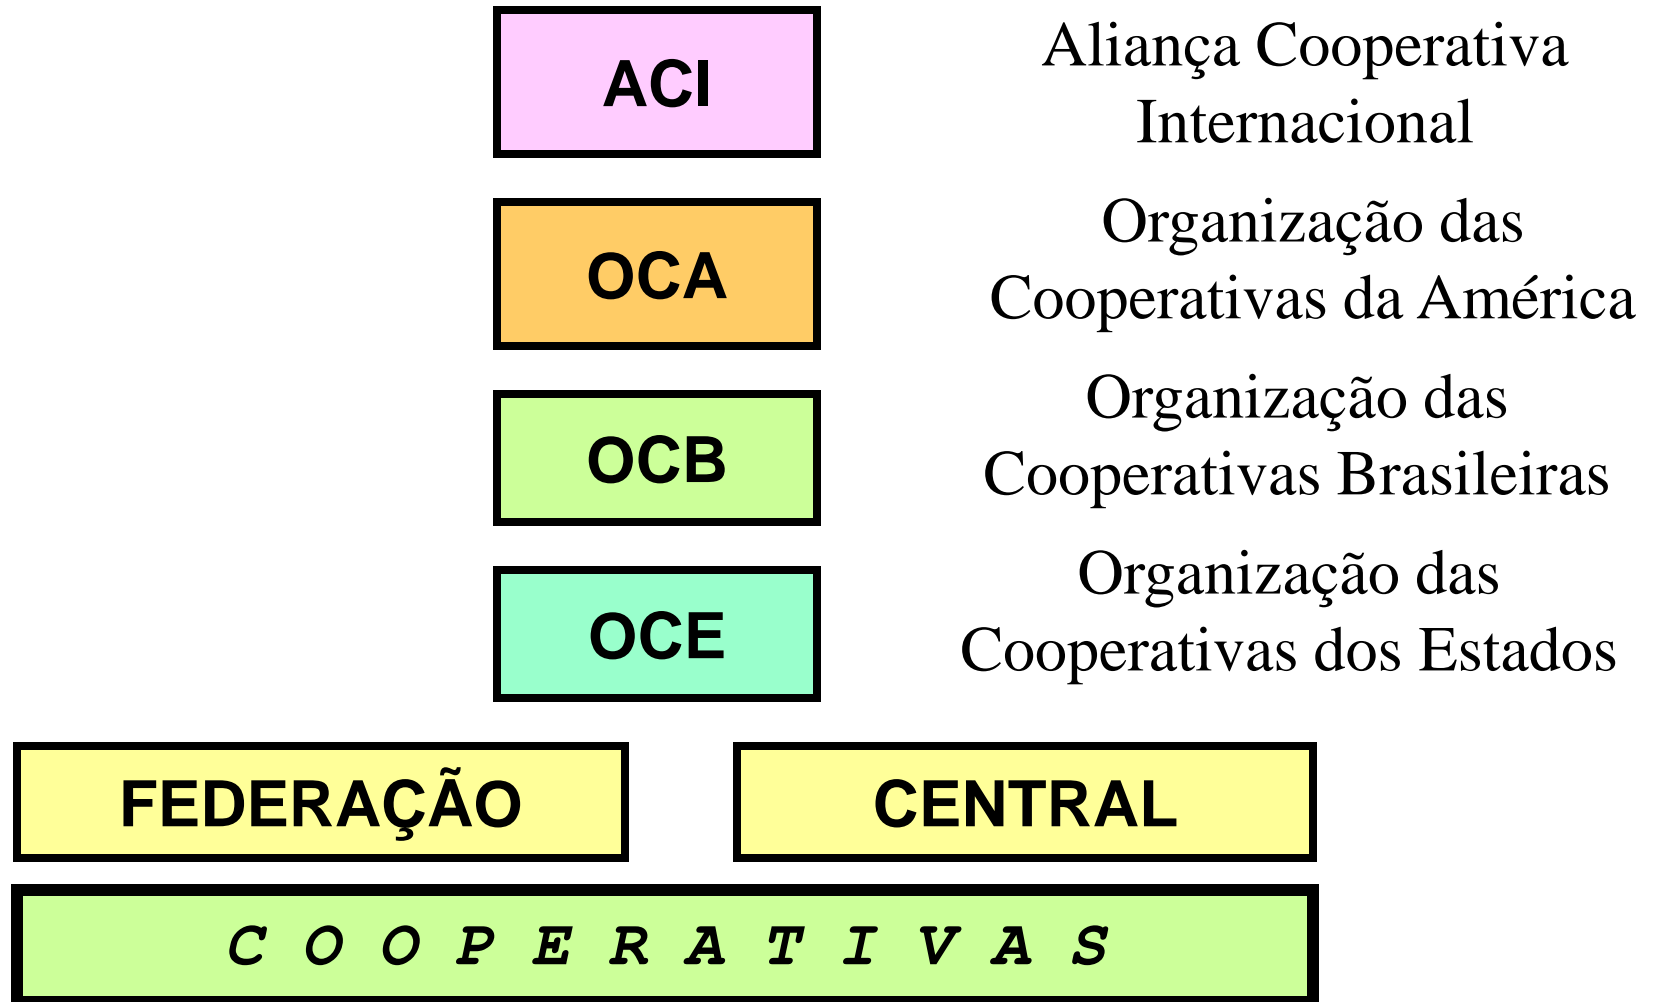 ACI
Aliança Cooperativa
Internacional
OCA
Organização das
Cooperativas da América
OCB
Organização das
Cooperativas Brasileiras
OCE
Organização das
Cooperativas dos Estados
FEDERAÇÃO
CENTRAL
C O O P E R A T I V A S